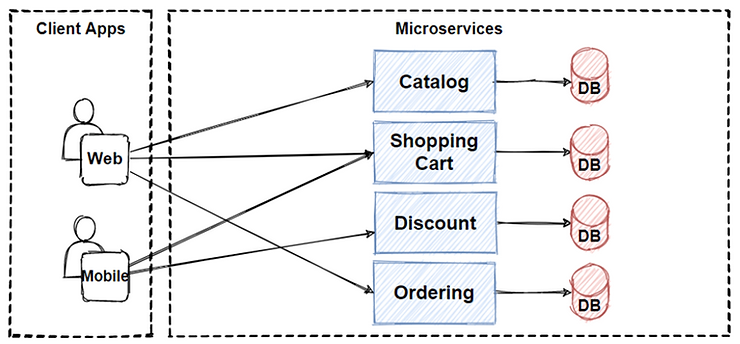 Client Apps
Microservices
Catalog
DB
Web
Shopping
Cart
DB
Discount
DB
Mobile
Ordering
DB